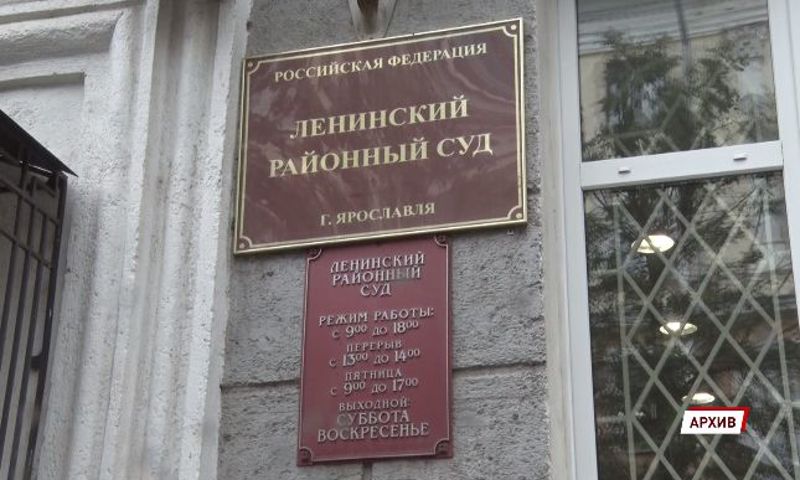 РОССИЙСКАЯ ФЕДЕРАЦИЯ
ЛЕНИНСКИЙ
РАЙОННЫЙ СУД
Г. ЯРОСЛАВЛЯ
ЛЕНИНСКИЙ
РАЙОННЫЙ
СУД
РЕЖИМ РАБОТЫ:
С 9⁰⁰ ДО 18⁰⁰
ПЕРЕРЫВ
С 13⁰⁰ ДО 14⁰⁰
ПЯТНИЦА
С 9⁰⁰ ДО 17⁰⁰
ВЫХОДНОЙ:
СУББОТА
ВОСКРЕСЕНЬЕ
АРХИВ